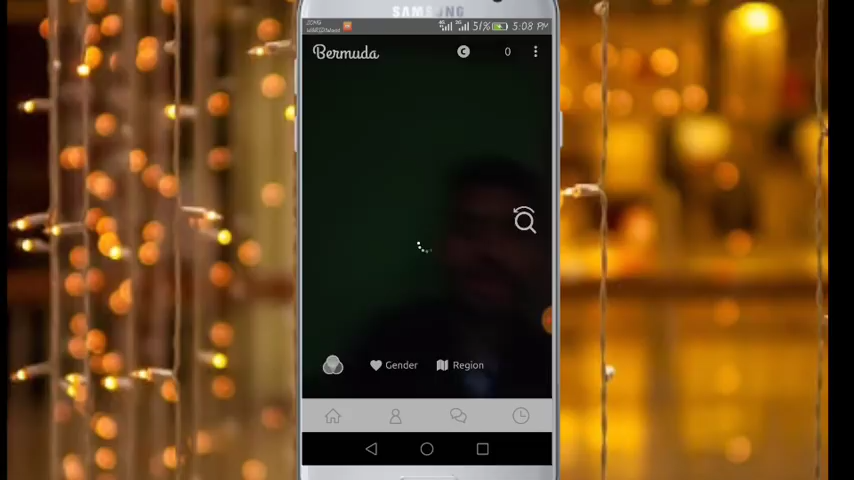 SAMSUNG
51% 5:08 PM
Bermuda
C 0
Gender Region